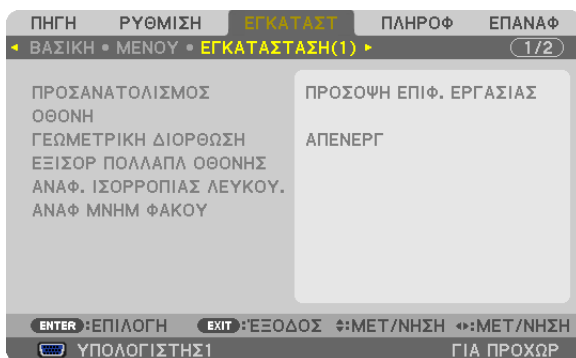 ΠΗΓΗ ΡΥΘΜΙΣΗ ΕΓΚΑΤΑΣΤ ΠΛΗΡΟΦ ΕΠΑΝΑΦ
ΒΑΣΙΚΗ • ΜΕΝΟΥ • ΕΓΚΑΤΑΣΤΑΣΗ(1) 1/2
ΠΡΟΣΑΝΑΤΟΛΙΣΜΟΣ ΠΡΟΣΟΨΗ ΕΠΙΦ. ΕΡΓΑΣΙΑΣ
ΟΘΟΝΗ
ΓΕΩΜΕΤΡΙΚΗ ΔΙΟΡΘΩΣΗ ΑΠΕΝΕΡΓ
ΕΞΙΣΟΡ ΠΟΛΛΑΠΛ ΟΘΟΝΗΣ
ΑΝΑΦ. ΙΣΟΡΡΟΠΙΑΣ ΛΕΥΚΟΥ.
ΑΝΑΦ ΜΝΗΜ ΦΑΚΟΥ
ENTER :ΕΠΙΛΟΓΗ EXIT :ΈΞΟΔΟΣ :ΜΕΤ/ΝΗΣΗ :ΜΕΤ/ΝΗΣΗ
ΥΠΟΛΟΓΙΣΤΗΣ1 ΓΙΑ ΠΡΟΧΩΡ